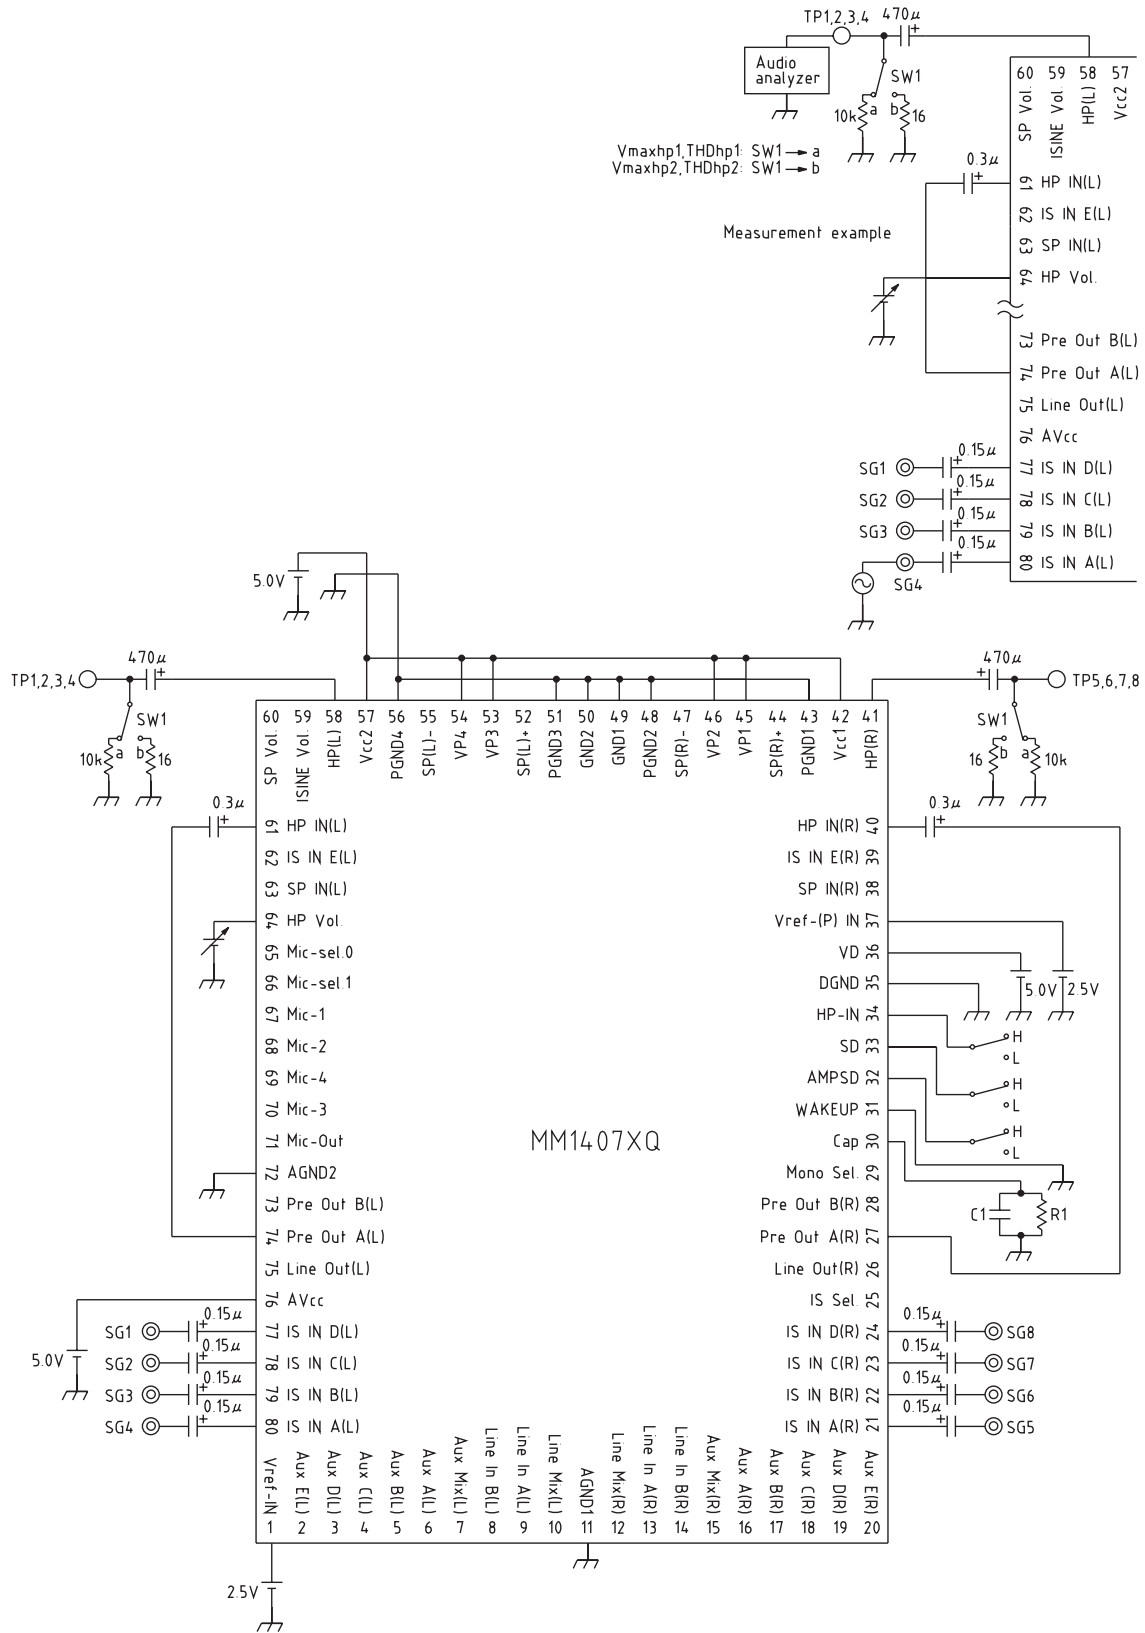 TP1,2,3,4 470μ
+
Audio
analyzer
SW1
10k a b 16
Vmaxhp1,THDhp1: SW1 → a
Vmaxhp2,THDhp2: SW1 → b
Measurement example
60 59 58 57
SP Vol. ISINE Vol. HP(L) Vcc2
0.3μ
+
61 HP IN(L)
62 IS IN E(L)
63 SP IN(L)
64 HP Vol.
73 Pre Out B(L)
74 Pre Out A(L)
75 Line Out(L)
76 AVcc
SG1 + 0.15μ 77 IS IN D(L)
SG2 + 0.15μ 78 IS IN C(L)
SG3 + 0.15μ 79 IS IN B(L)
SG4 + 0.15μ 80 IS IN A(L)
5.0V
TP1,2,3,4 470μ +
SW1
10k a b 16
470μ + TP5,6,7,8
SW1
16 b a 10k
60 59 58 57 56 55 54 53 52 51 50 49 48 47 46 45 44 43 42 41
SP Vol. ISINE Vol. HP(L) Vcc2 PGND4 SP(L)- VP4 VP3 SP(L)+ PGND3 GND2 GND1 PGND2 SP(R)- VP2 VP1 SP(R)+ PGND1 Vcc1 HP(R)
0.3μ +
61 HP IN(L)
62 IS IN E(L)
63 SP IN(L)
64 HP Vol.
65 Mic-sel.0
66 Mic-sel.1
67 Mic-1
68 Mic-2
69 Mic-4
70 Mic-3
71 Mic-Out
72 AGND2
73 Pre Out B(L)
74 Pre Out A(L)
75 Line Out(L)
76 AVcc
5.0V
SG1 0.15μ + 77 IS IN D(L)
SG2 0.15μ + 78 IS IN C(L)
SG3 0.15μ + 79 IS IN B(L)
SG4 0.15μ + 80 IS IN A(L)
MM1407XQ
HP IN(R) 40 0.3μ +
IS IN E(R) 39
SP IN(R) 38
Vref-(P) IN 37
VD 36
DGND 35
5.0V 2.5V
HP-IN 34 H
L
SD 33 H
L
AMPSD 32 H
L
WAKEUP 31
Cap 30
Mono Sel. 29
C1 R1
Pre Out B(R) 28
Pre Out A(R) 27
Line Out(R) 26
IS Sel. 25
IS IN D(R) 24 0.15μ + SG8
IS IN C(R) 23 0.15μ + SG7
IS IN B(R) 22 0.15μ + SG6
IS IN A(R) 21 0.15μ + SG5
Vref-IN Aux E(L) Aux D(L) Aux C(L) Aux B(L) Aux A(L) Aux Mix(L) Line In B(L) Line In A(L) Line Mix(L) AGND1 Line Mix(R) Line In A(R) Line In B(R) Aux Mix(R) Aux A(R) Aux B(R) Aux C(R) Aux D(R) Aux E(R)
1 2 3 4 5 6 7 8 9 10 11 12 13 14 15 16 17 18 19 20
2.5V